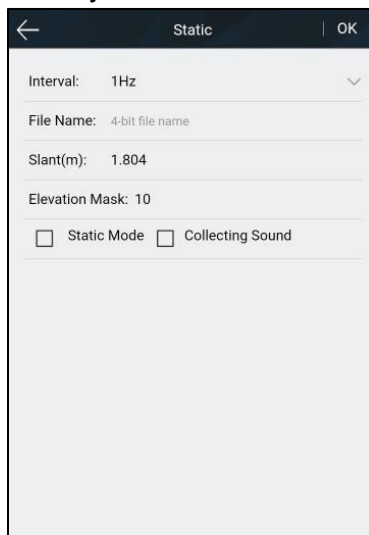 Static | OK
Interval: 1Hz
File Name: 4-bit file name
Slant(m): 1.804
Elevation Mask: 10
Static Mode Collecting Sound